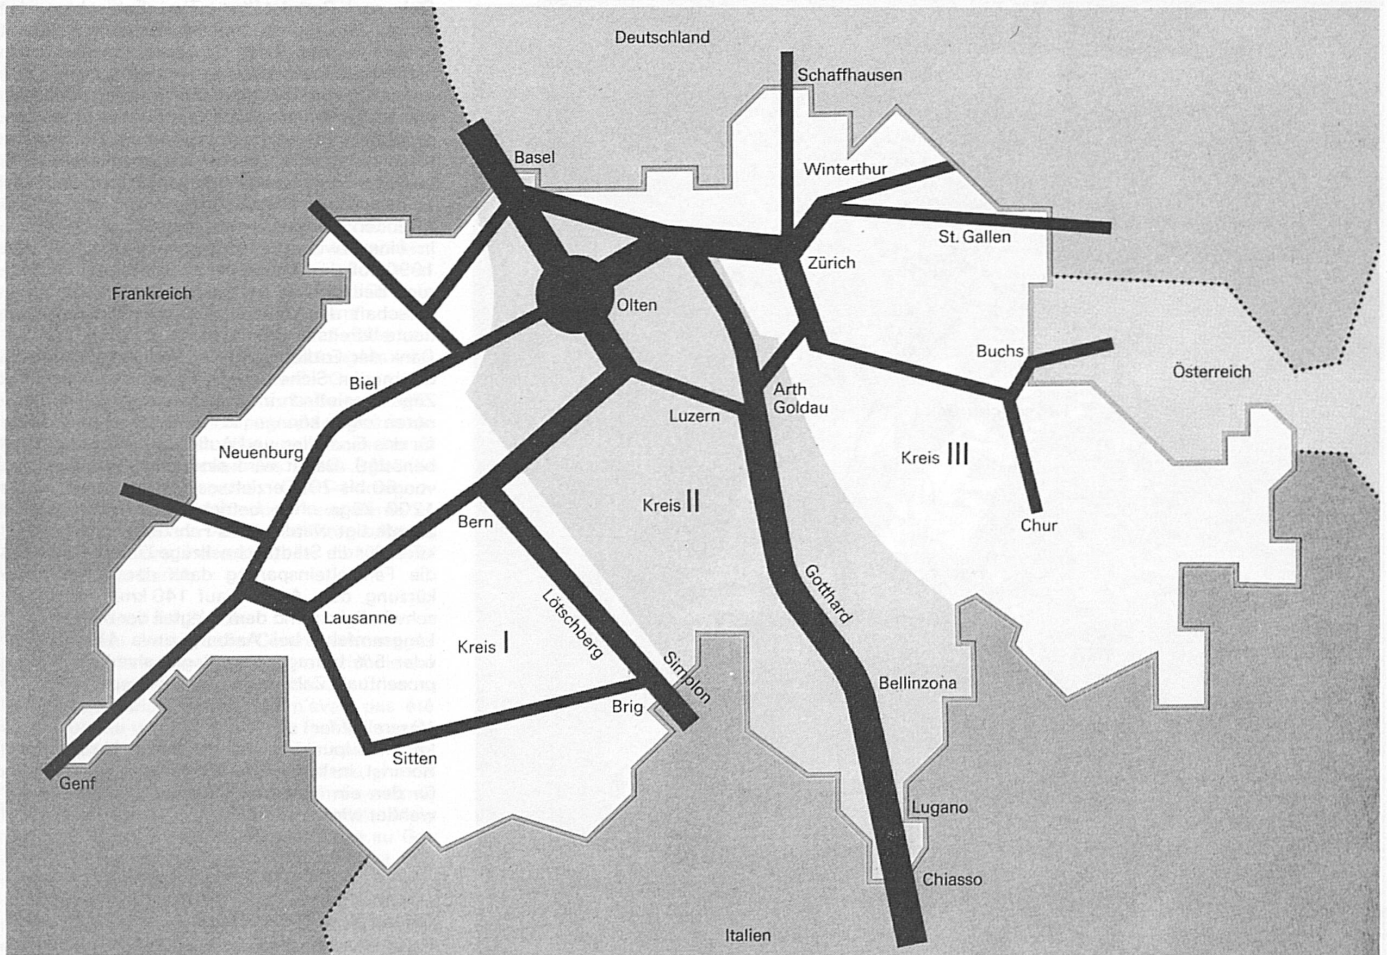 Deutschland
Schaffhausen
Basel
Winterthur
St. Gallen
Zürich
Frankreich
Olten
Buchs
Österreich
Biel
Arth
Goldau
Luzern
Neuenburg
Kreis III
Kreis II
Bern
Chur
Gotthard
Lötschberg
Lausanne
Kreis I
Simplon
Bellinzona
Brig
Sitten
Genf
Lugano
Chiasso
Italien